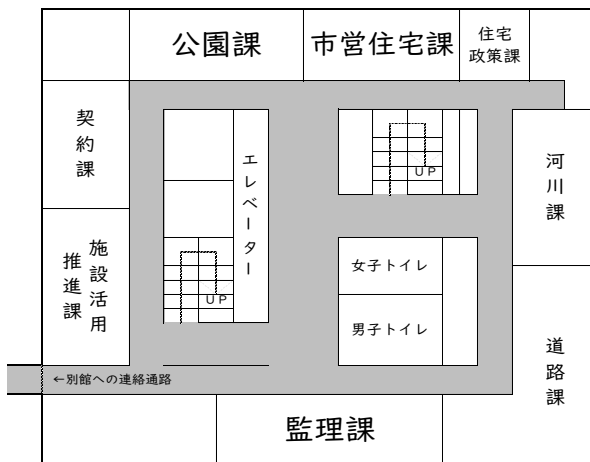 公園課
市営住宅課
住宅
政策課
契約課
エレベーター
UP
河川課
施設活用
推進課
UP
女子トイレ
男子トイレ
道路課
←別館への連絡通路
監理課